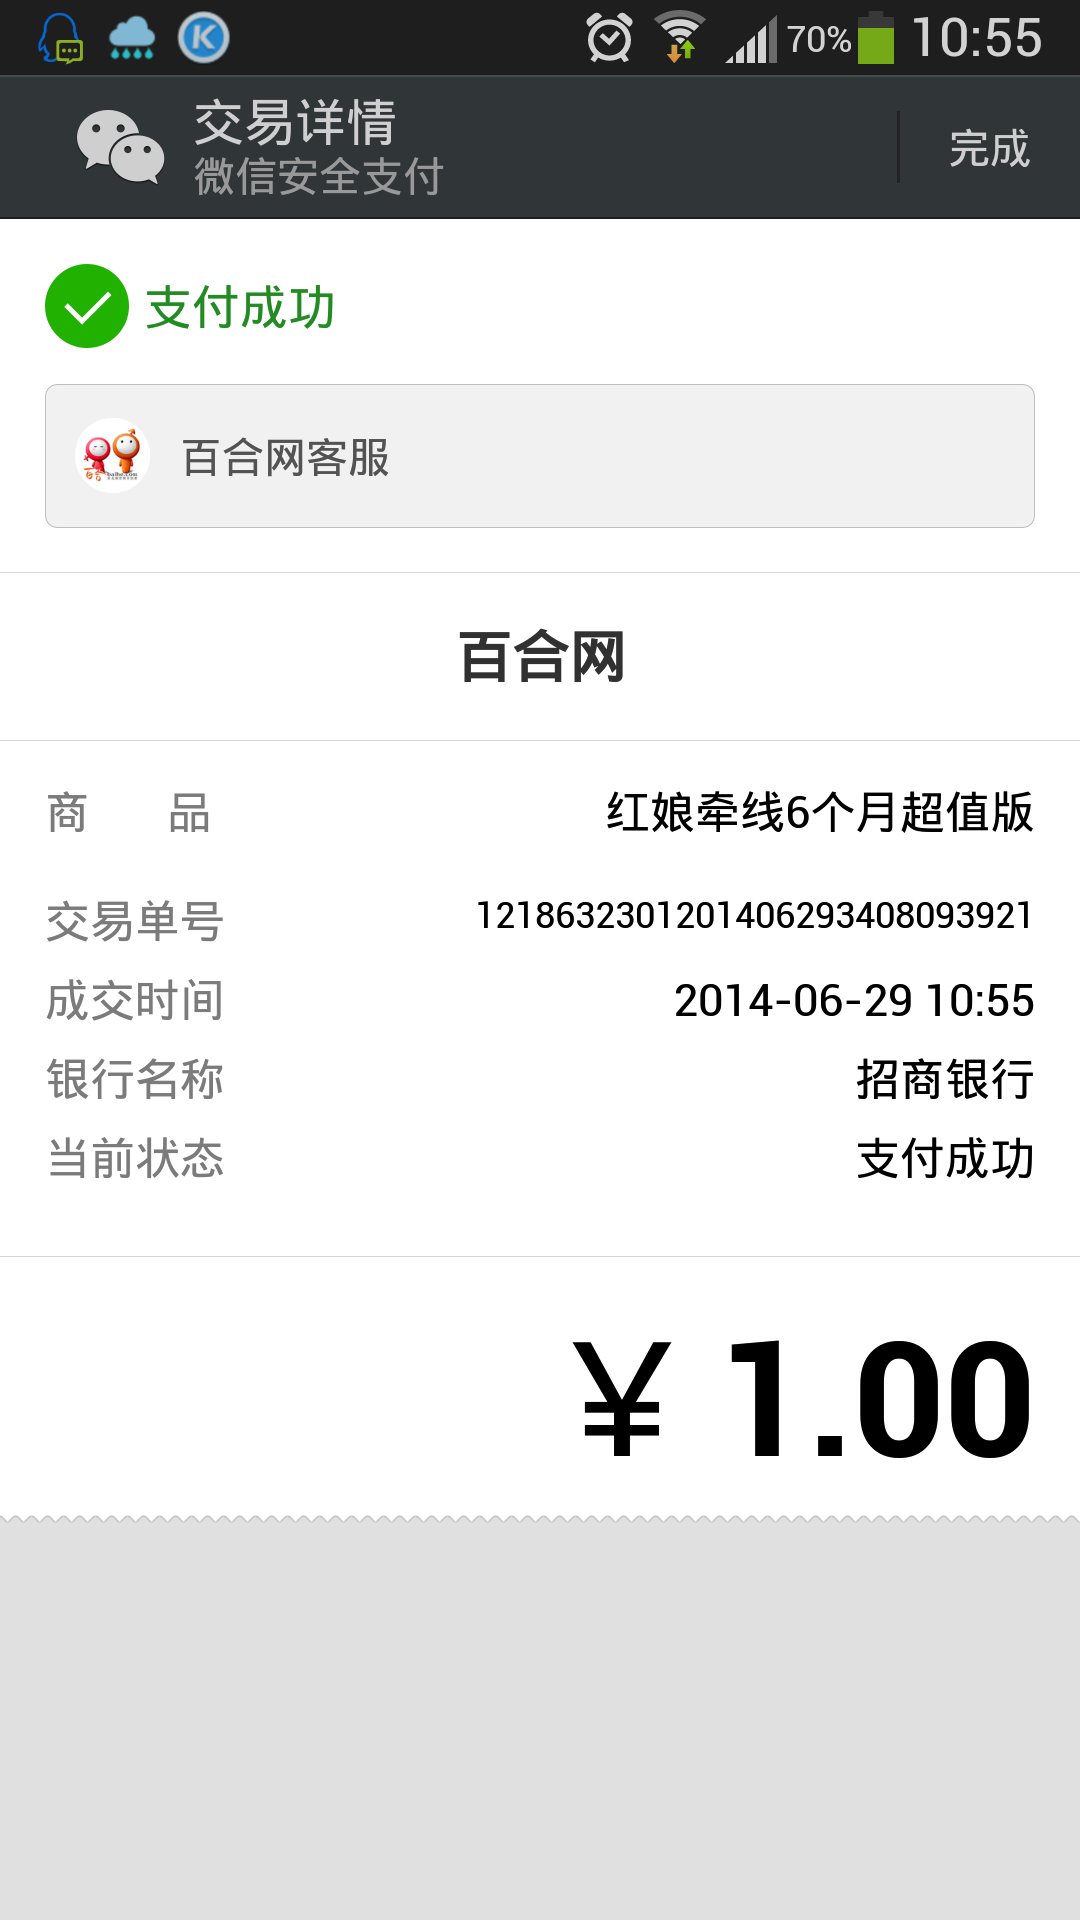 70% 10:55
交易详情
微信安全支付
完成
支付成功
百合网客服
百合网
商 品 红娘牵线6个月超值版
交易单号 1218632301201406293408093921
成交时间 2014-06-29 10:55
银行名称 招商银行
当前状态 支付成功
¥ 1.00